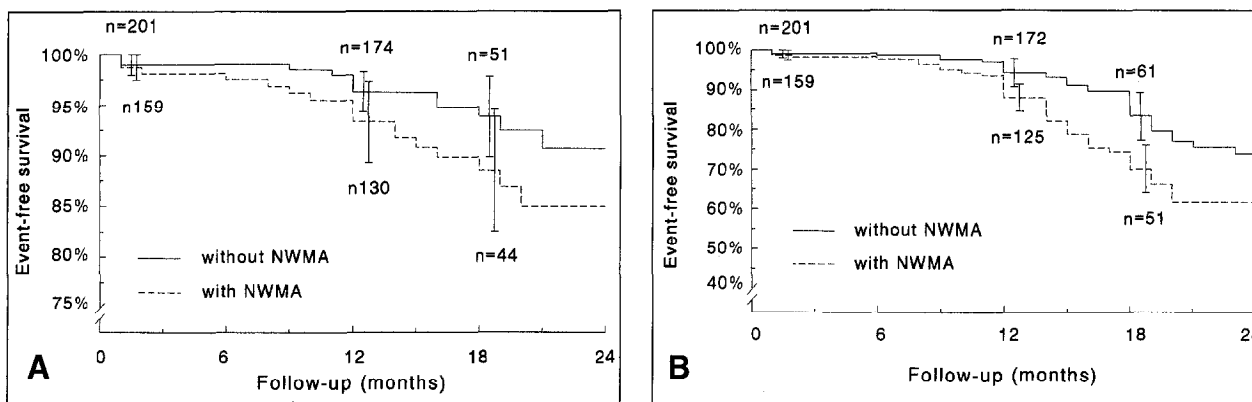 n=201
n=174
n=51
100%
95%
90%
85%
80%
75%
n159
n130
n=44
Event-free survival
without NWMA
with NWMA
0 6 12 18 24
Follow-up (months)
A
n=201
n=172
n=61
100%
90%
80%
70%
60%
50%
40%
n=159
n=125
n=51
Event-free survival
without NWMA
with NWMA
0 6 12 18 24
Follow-up (months)
B